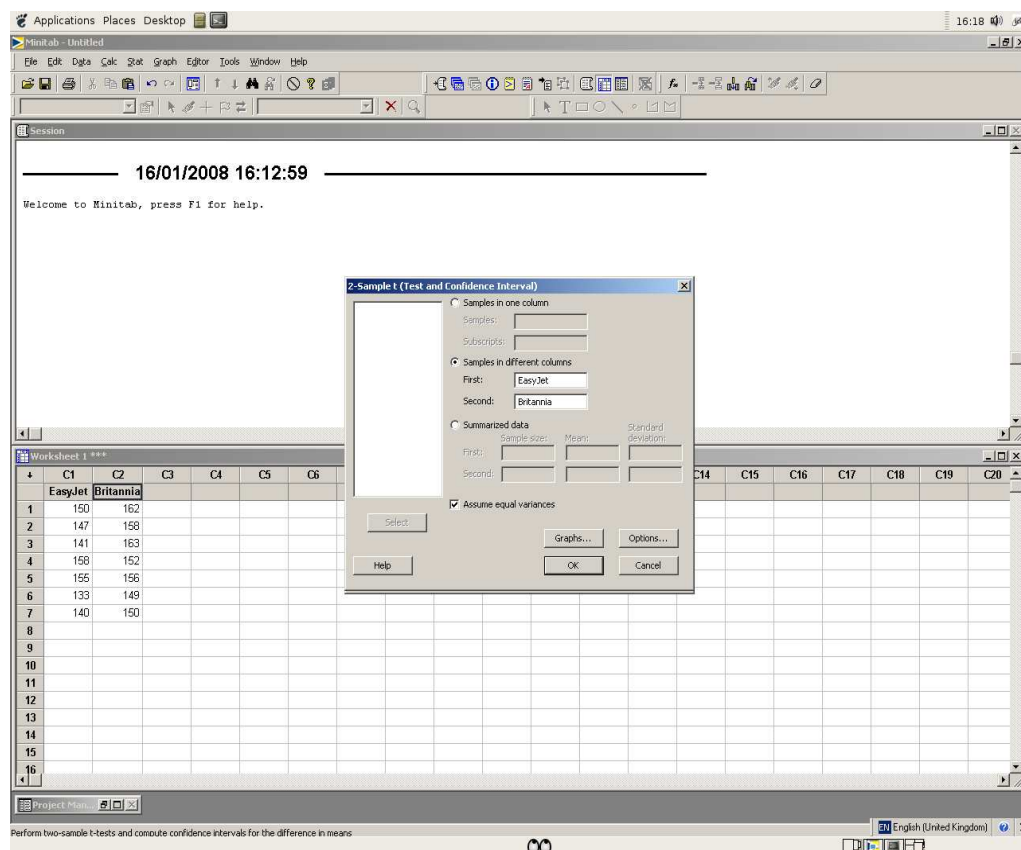 Applications Places Desktop 16:18
Minitab - Untitled
File Edit Data Calc Stat Graph Editor Tools Window Help
Session
16/01/2008 16:12:59
Welcome to Minitab, press F1 for help.
2-Sample t (Test and Confidence Interval)
Samples in one column
Samples:
Subscripts:
Samples in different columns
First: EasyJet
Second: Britannia
Summarized data
Sample size: Mean: Standard deviation:
First:
Second:
Assume equal variances
Select
Graphs... Options...
Help OK Cancel
Worksheet 1 ***
C1 C2 C3 C4 C5 C6 C14 C15 C16 C17 C18 C19 C20
EasyJet Britannia
1 150 162
2 147 158
3 141 163
4 158 152
5 155 156
6 133 149
7 140 150
8
9
10
11
12
13
14
15
16
Project Man...
Perform two-sample t-tests and compute confidence intervals for the difference in means
EN English (United Kingdom)